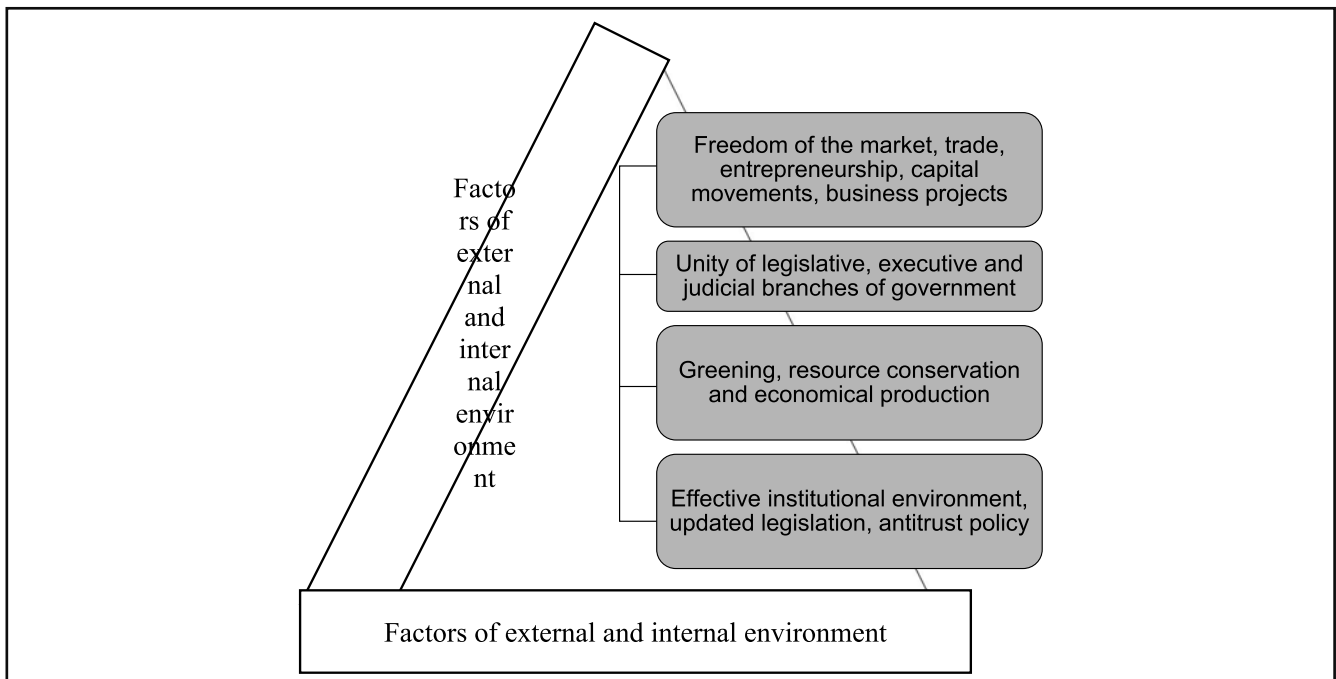 Facto
rs of
exter
nal
and
inter
nal
envir
onme
nt
Freedom of the market, trade,
entrepreneurship, capital
movements, business projects
Unity of legislative, executive and
judicial branches of government
Greening, resource conservation
and economical production
Effective institutional environment,
updated legislation, antitrust policy
Factors of external and internal environment